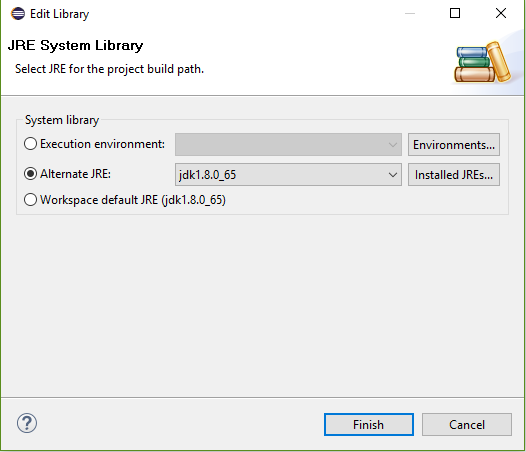 Edit Library
JRE System Library
Select JRE for the project build path.
System library
Execution environment:
Environments...
Alternate JRE:
jdk1.8.0_65
Installed JREs...
Workspace default JRE (jdk1.8.0_65)
?
Finish
Cancel